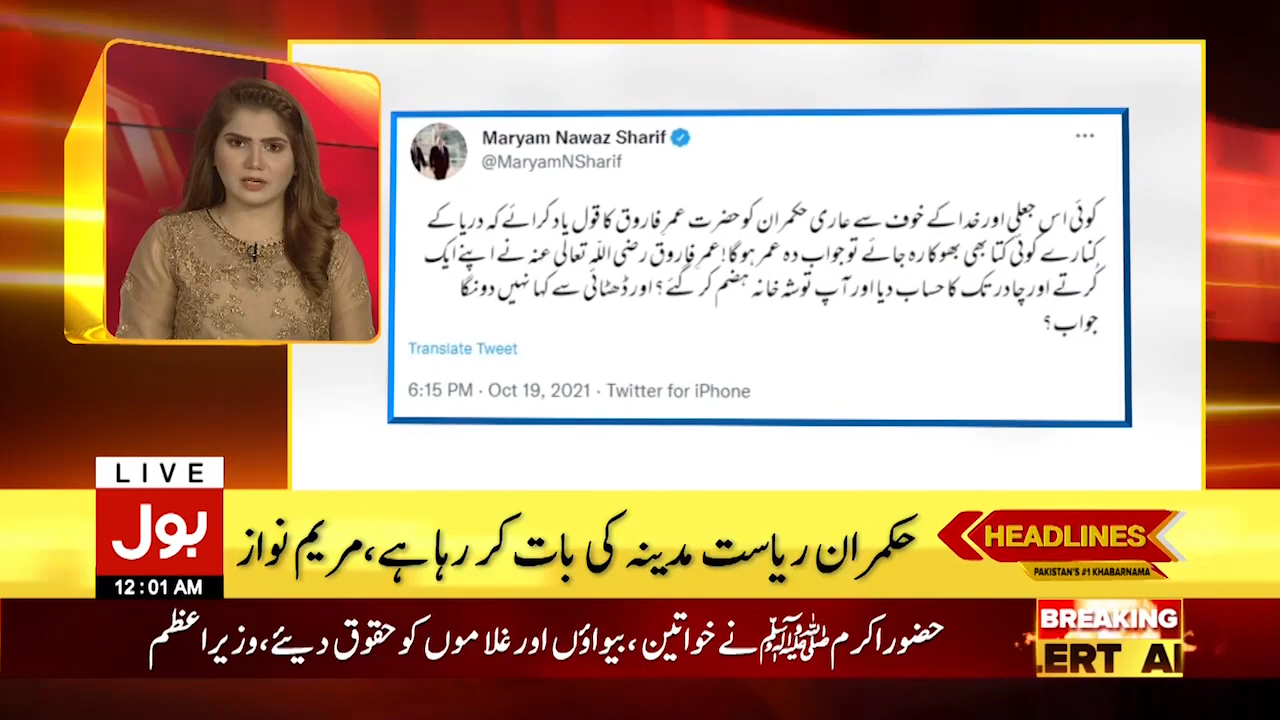 Maryam Nawaz Sharif
@MaryamNSharif
کوئی اس جعلی اور خدا کے خوف سے عاری حکمران کو حضرت عمر فاروق کا قول یاد کرائے کہ دریا کے
کنارے کوئی کتا بھی بھوکا رہ جائے تو جواب دہ عمر ہوگا! عمر فاروق رضی اللہ تعالی عنہ نے اپنے ایک
کُرتے اور چادر تک کا حساب دیا اور آپ توشہ خانہ ہضم کر گئے؟ اور ڈھٹائی سے کہا نہیں دونگا
جواب؟
Translate Tweet
6:15 PM · Oct 19, 2021 · Twitter for iPhone
LIVE
بول
12:01 AM
حکمران ریاست مدینہ کی بات کر رہا ہے، مریم نواز
HEADLINES
PAKISTAN'S #1 KHABARNAMA
حضور اکرم ﷺ نے خواتین، بیواؤں اور غلاموں کو حقوق دیئے، وزیراعظم
BREAKING
LERT AL